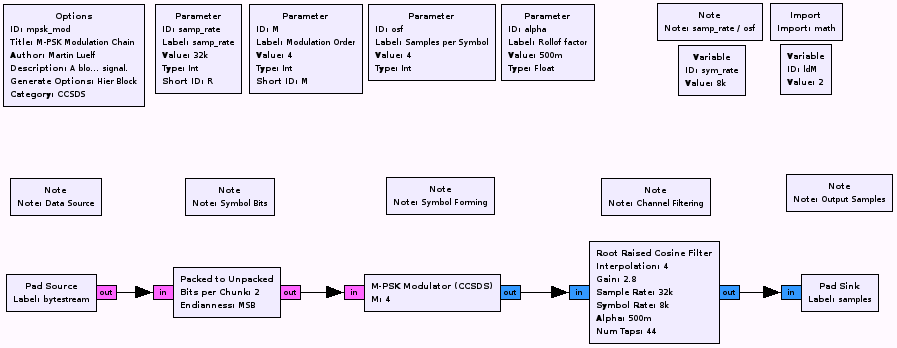 Options
ID: mpsk_mod
Title: M-PSK Modulation Chain
Author: Martin Luelf
Description: A blo... signal.
Generate Options: Hier Block
Category: CCSDS
Parameter
ID: samp_rate
Label: samp_rate
Value: 32k
Type: Int
Short ID: R
Parameter
ID: M
Label: Modulation Order
Value: 4
Type: Int
Short ID: M
Parameter
ID: osf
Label: Samples per Symbol
Value: 4
Type: Int
Parameter
ID: alpha
Label: Rollof factor
Value: 500m
Type: Float
Note
Note: samp_rate / osf
Variable
ID: sym_rate
Value: 8k
Import
Import: math
Variable
ID: ldM
Value: 2
Note
Note: Data Source
Note
Note: Symbol Bits
Note
Note: Symbol Forming
Note
Note: Channel Filtering
Note
Note: Output Samples
Pad Source
Label: bytestream
out
in
Packed to Unpacked
Bits per Chunk: 2
Endianness: MSB
out
in
M-PSK Modulator (CCSDS)
M: 4
out
in
Root Raised Cosine Filter
Interpolation: 4
Gain: 2.8
Sample Rate: 32k
Symbol Rate: 8k
Alpha: 500m
Num Taps: 44
out
in
Pad Sink
Label: samples